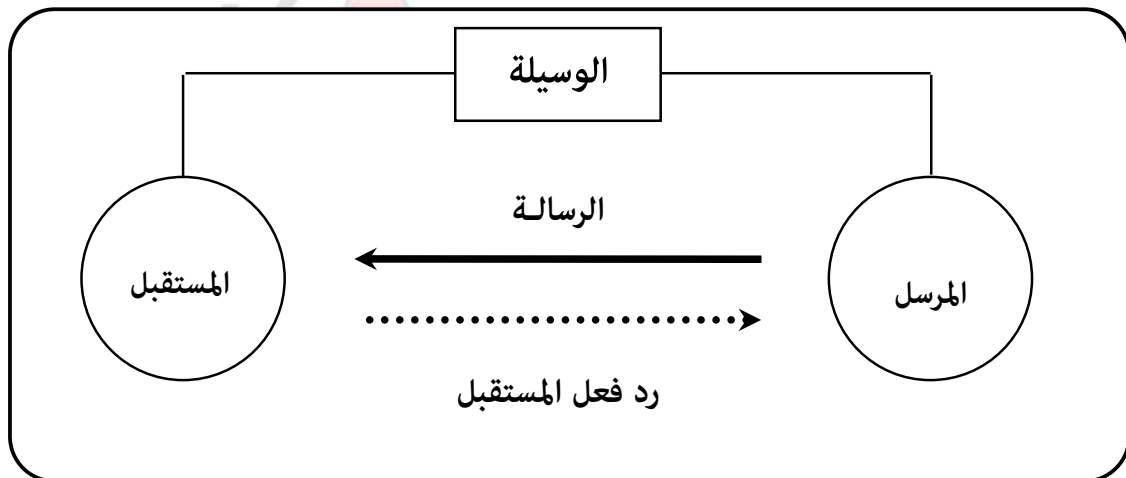 الوسيلة
الرسالـة
المرسل
المستقبل
رد فعل المستقبل